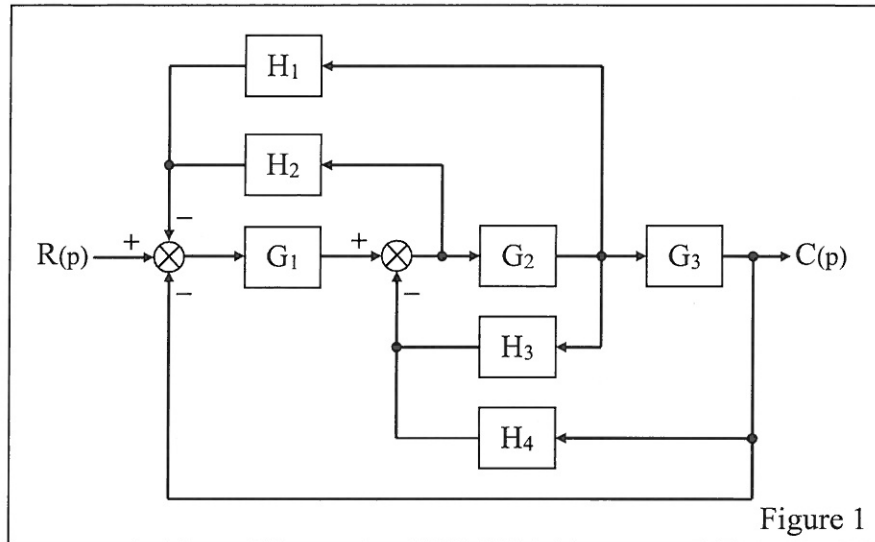 H₁
−
H₂
−
R(p) + G₁ + G₂ G₃ C(p)
−
−
H₃
H₄
Figure 1